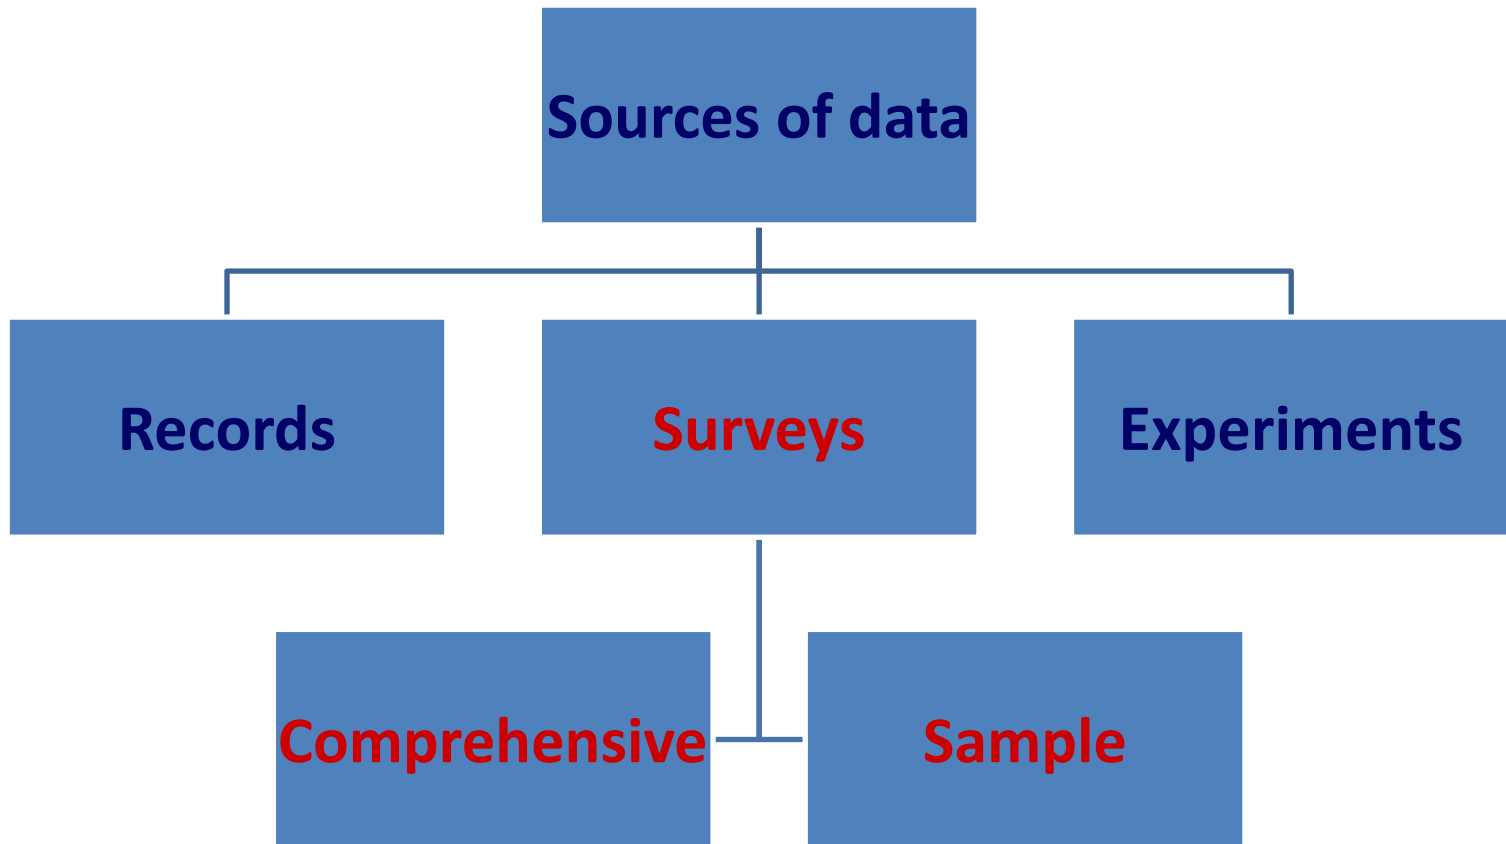 Sources of data
Records
Surveys
Experiments
Comprehensive
Sample